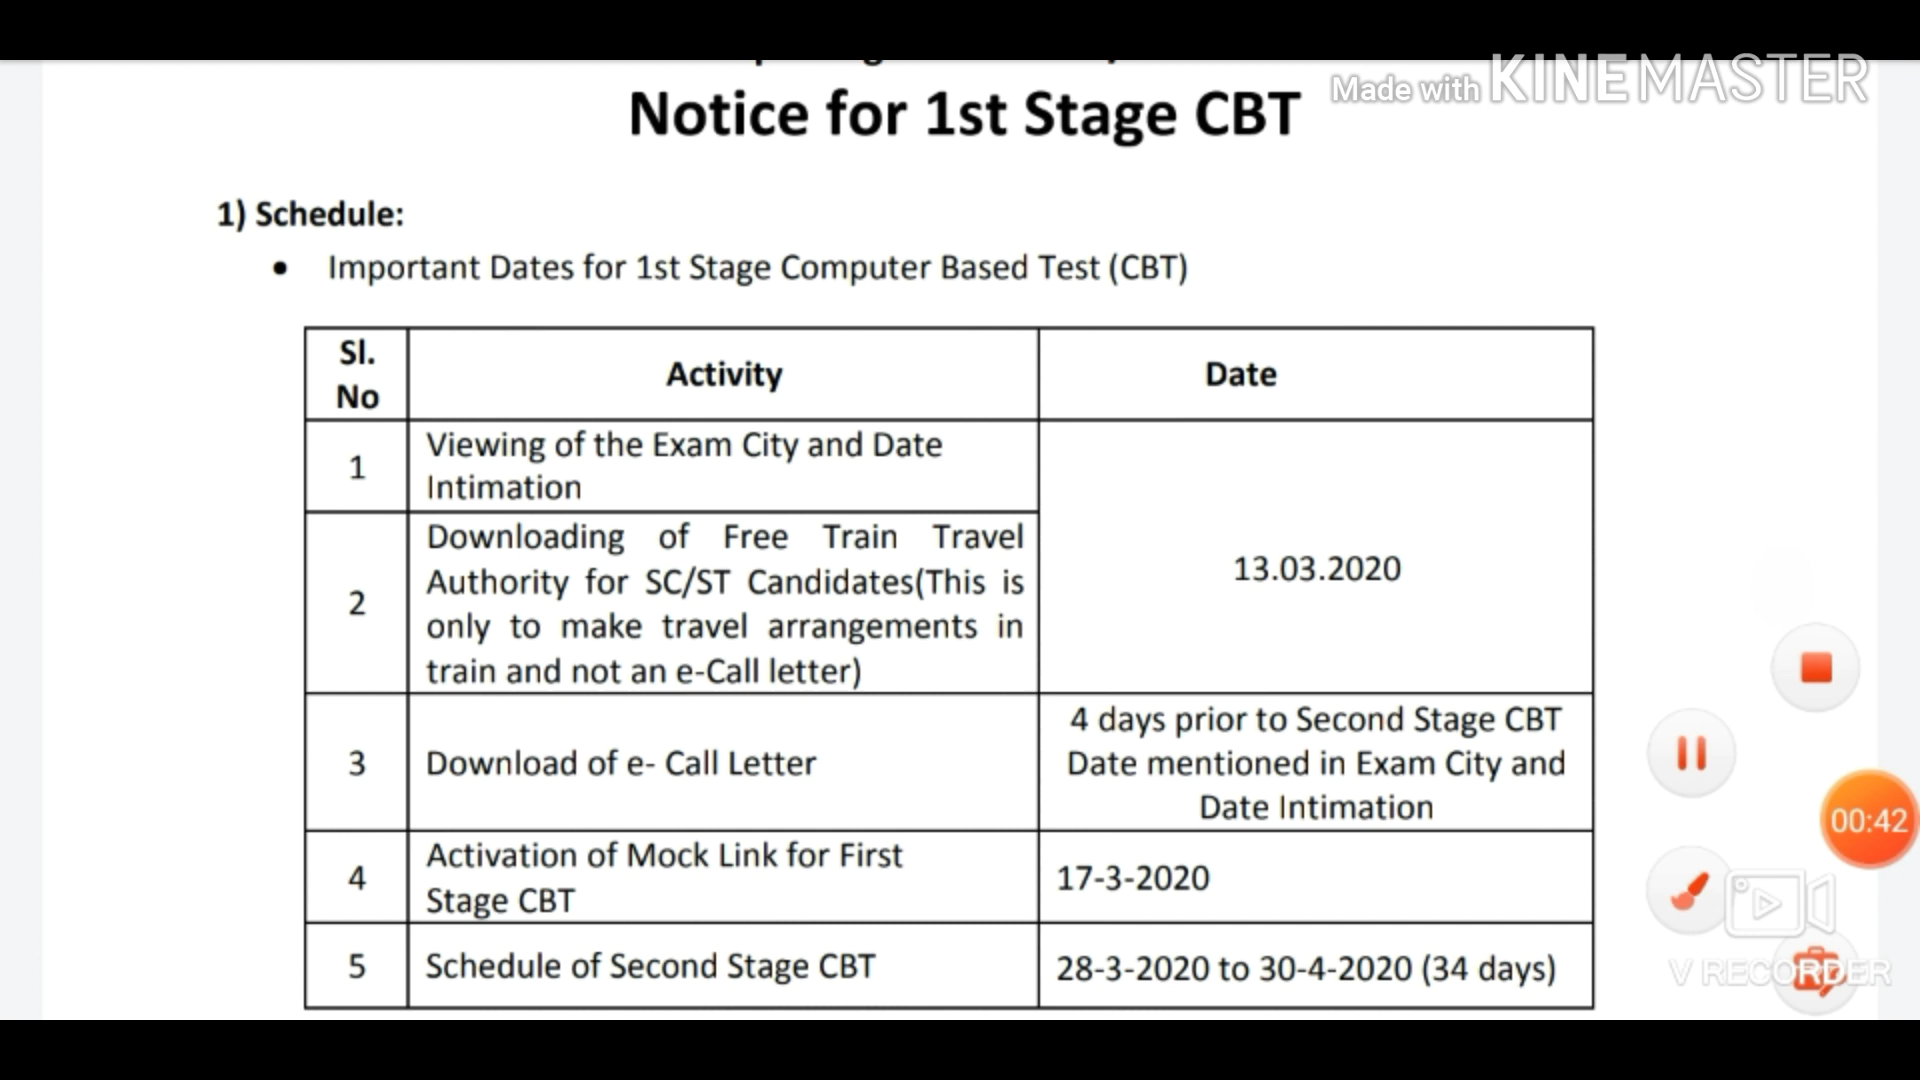 Made with KINEMASTER
Notice for 1st Stage CBT
1) Schedule:
• Important Dates for 1st Stage Computer Based Test (CBT)
Sl.
No
Activity
Date
1
Viewing of the Exam City and Date
Intimation
13.03.2020
2
Downloading of Free Train Travel
Authority for SC/ST Candidates(This is
only to make travel arrangements in
train and not an e-Call letter)
3
Download of e- Call Letter
4 days prior to Second Stage CBT
Date mentioned in Exam City and
Date Intimation
4
Activation of Mock Link for First
Stage CBT
17-3-2020
5
Schedule of Second Stage CBT
28-3-2020 to 30-4-2020 (34 days)
00:42
V RECORDER